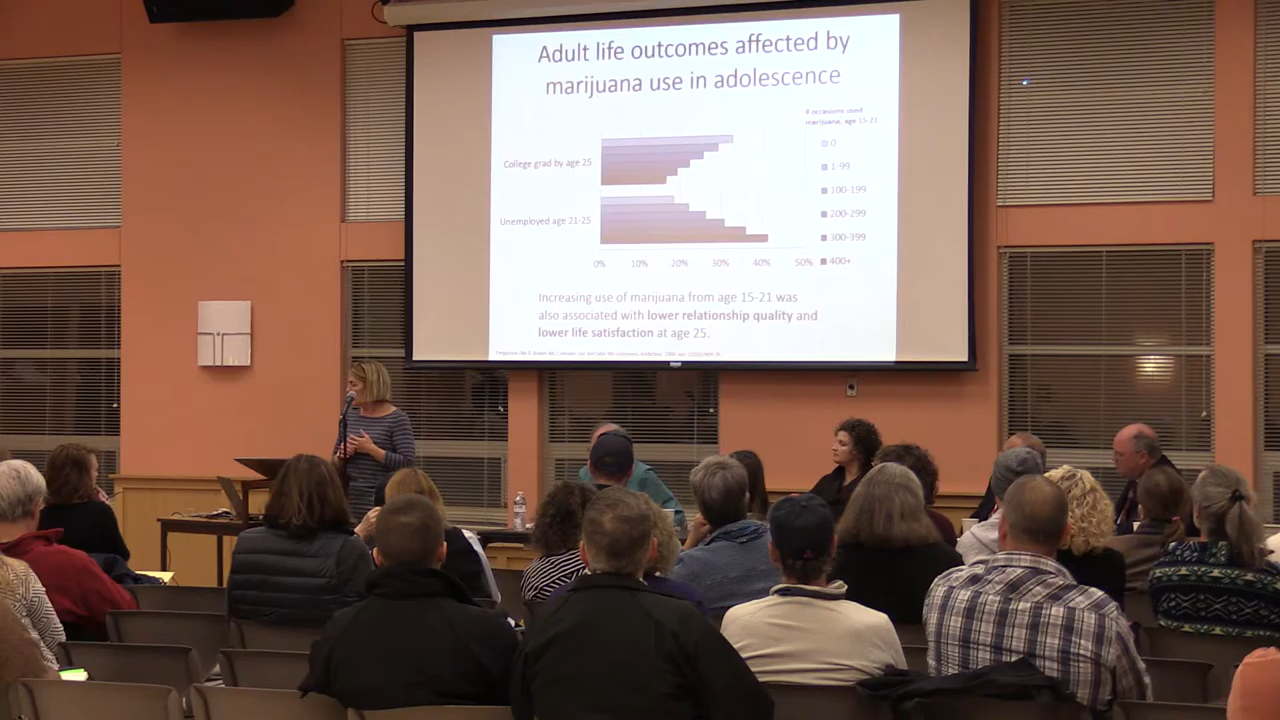 Adult life outcomes affected by
marijuana use in adolescence
# occasions used
marijuana, age 15-21
College grad by age 25
0
1-99
100-199
Unemployed age 21-25
200-299
300-399
400+
0% 10% 20% 30% 40% 50%
Increasing use of marijuana from age 15-21 was
also associated with lower relationship quality and
lower life satisfaction at age 25.